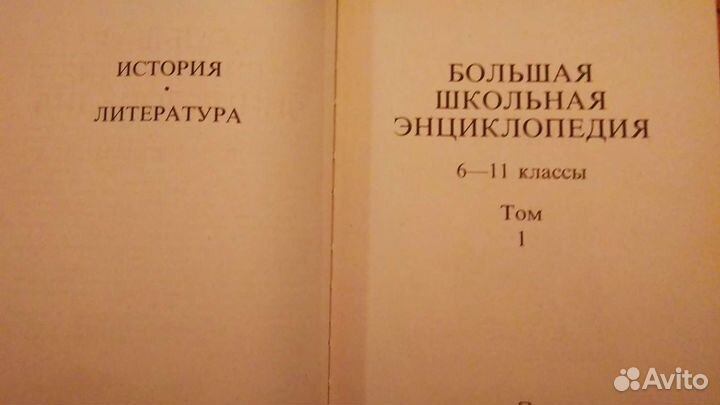 ИСТОРИЯ
·
ЛИТЕРАТУРА
БОЛЬШАЯ
ШКОЛЬНАЯ
ЭНЦИКЛОПЕДИЯ
6—11 классы
Том
1
Avito